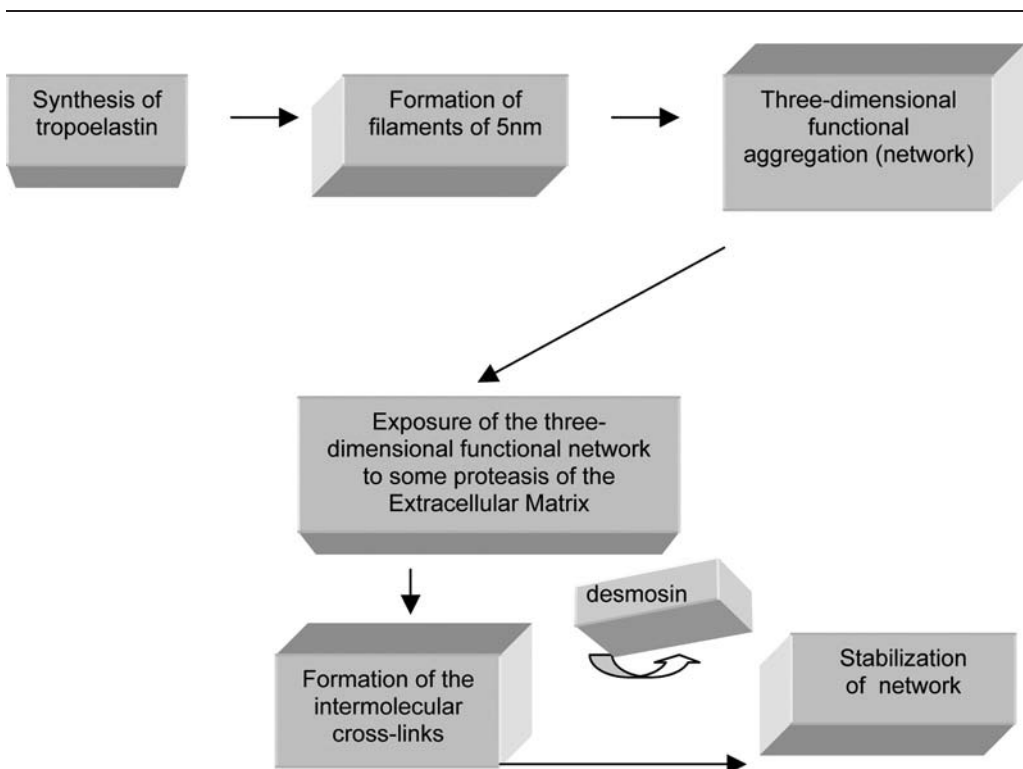 Synthesis of
tropoelastin
Formation of
filaments of 5nm
Three-dimensional
functional
aggregation (network)
Exposure of the three-
dimensional functional network
to some proteasis of the
Extracellular Matrix
desmosin
Formation of the
intermolecular
cross-links
Stabilization
of network